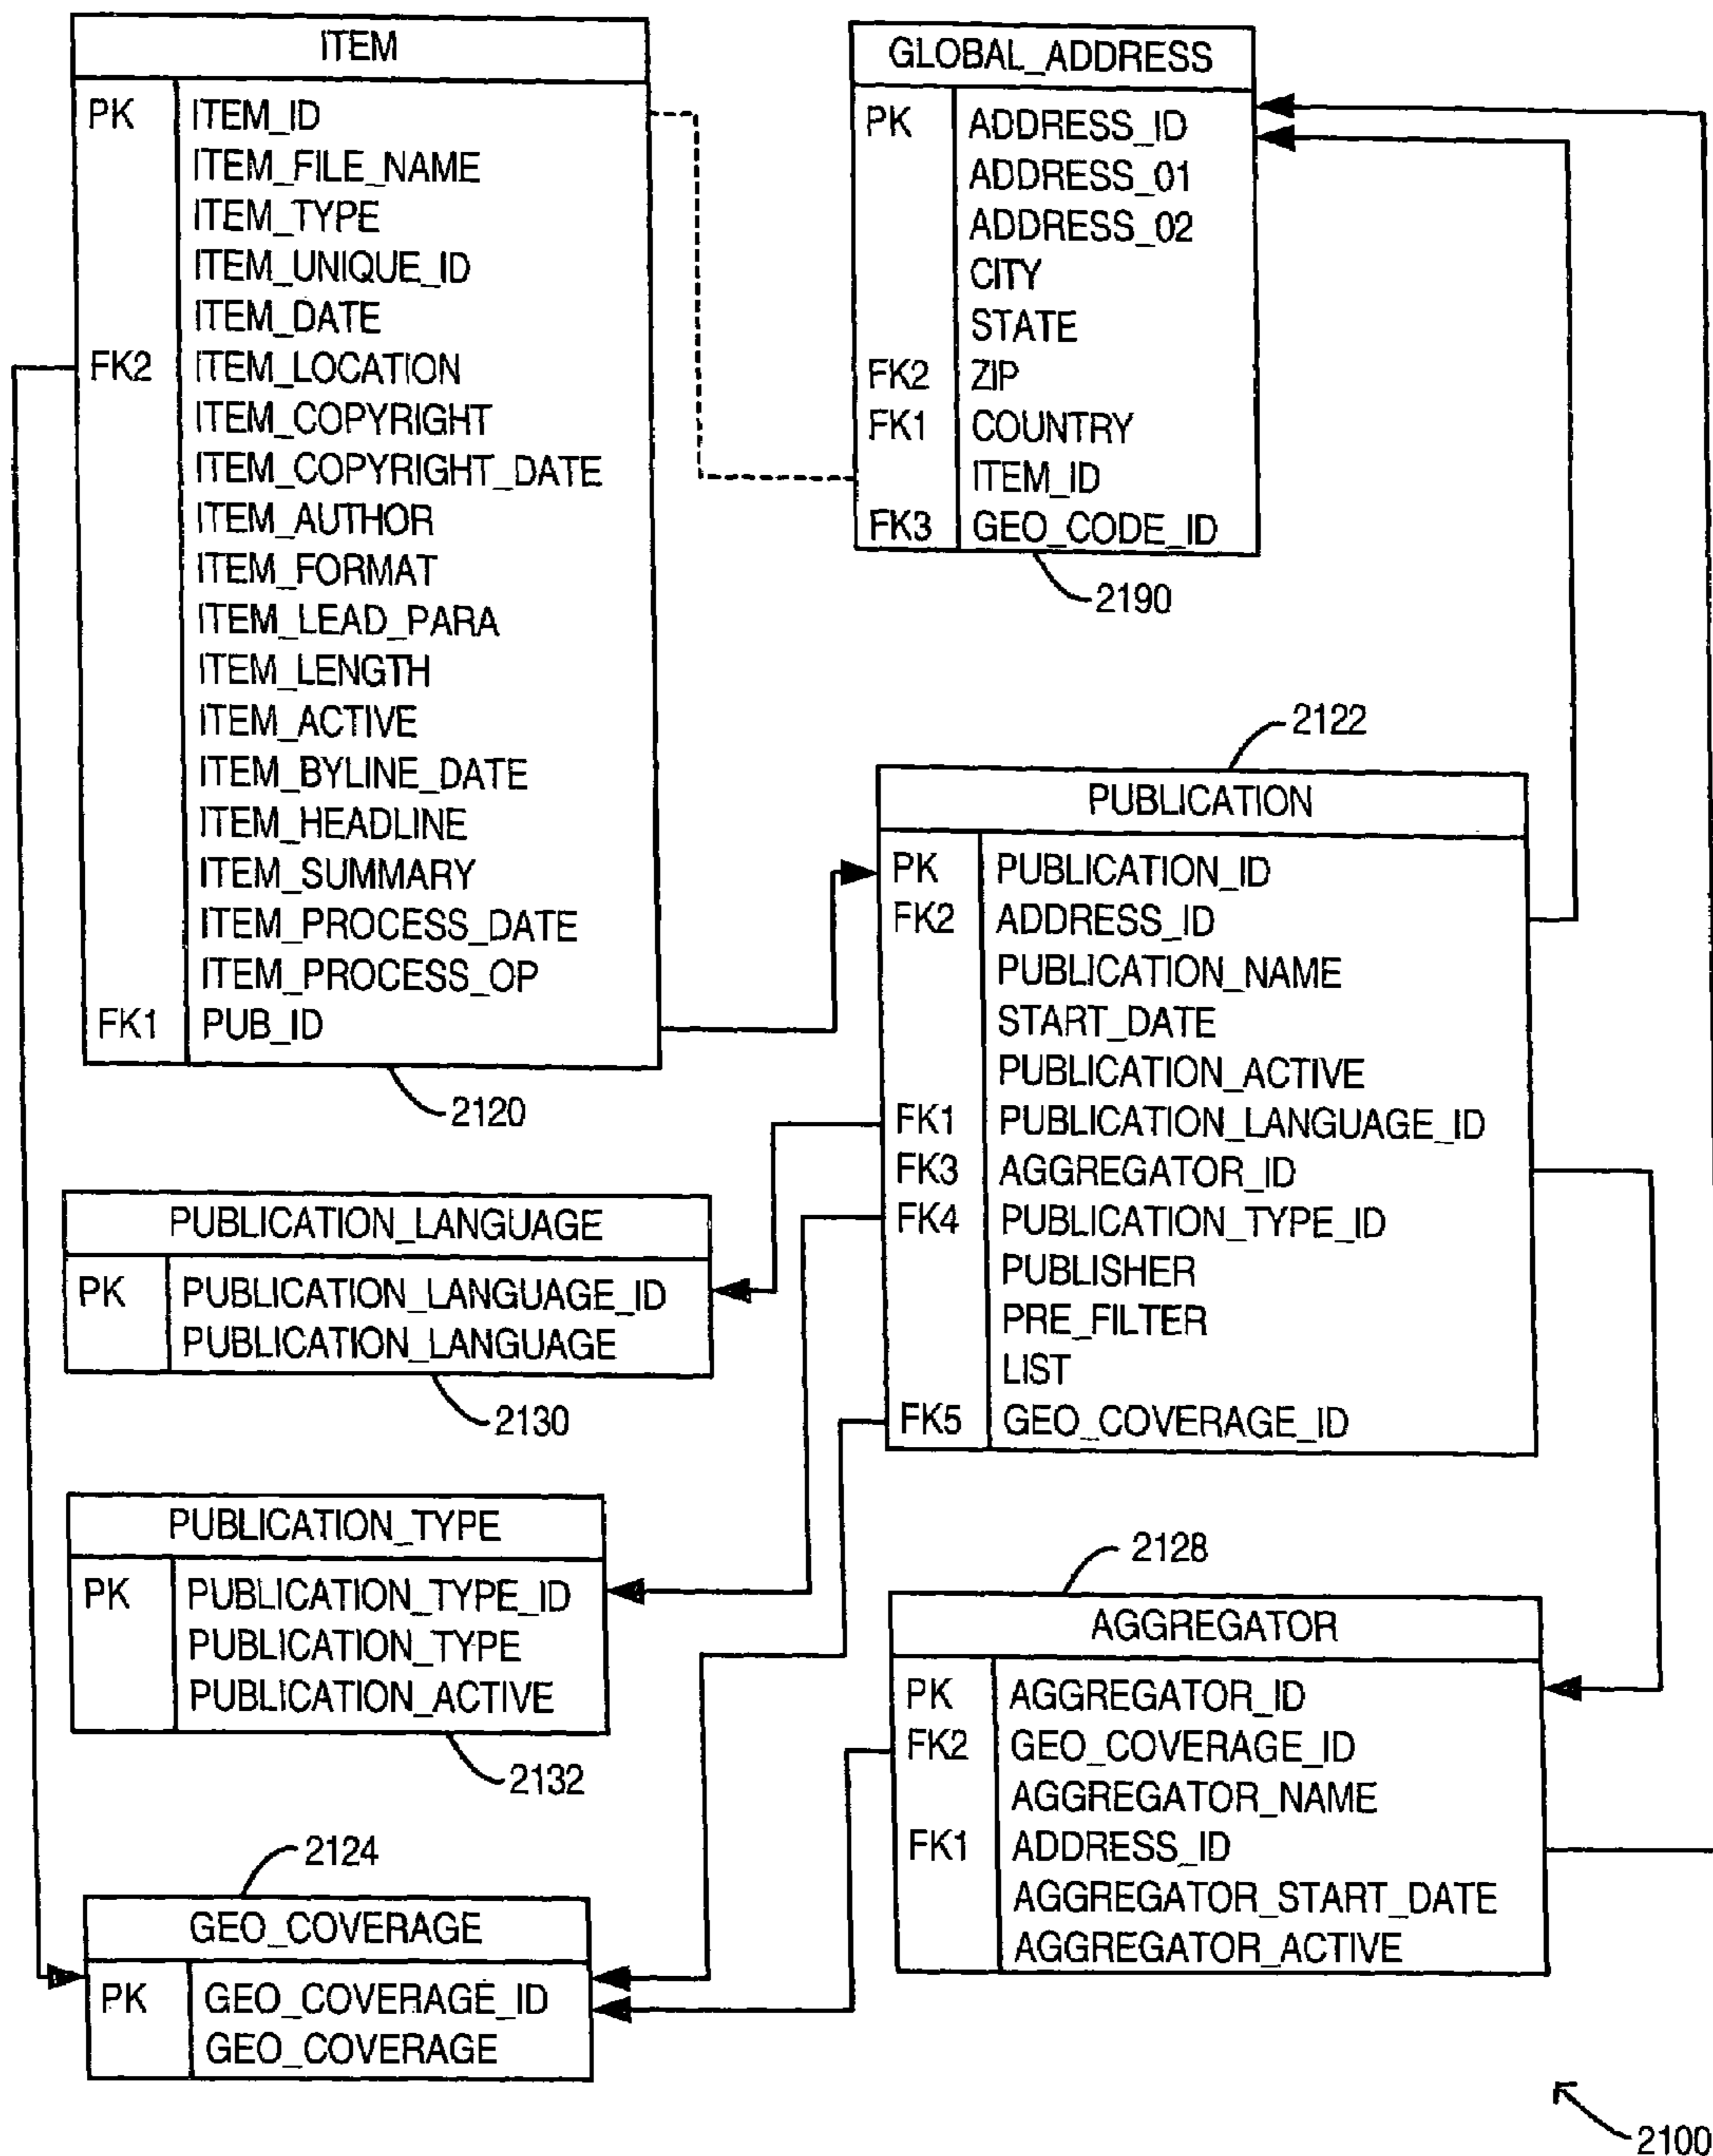 ITEM
PK ITEM_ID
ITEM_FILE_NAME
ITEM_TYPE
ITEM_UNIQUE_ID
ITEM_DATE
FK2 ITEM_LOCATION
ITEM_COPYRIGHT
ITEM_COPYRIGHT_DATE
ITEM_AUTHOR
ITEM_FORMAT
ITEM_LEAD_PARA
ITEM_LENGTH
ITEM_ACTIVE
ITEM_BYLINE_DATE
ITEM_HEADLINE
ITEM_SUMMARY
ITEM_PROCESS_DATE
ITEM_PROCESS_OP
FK1 PUB_ID
2120
GLOBAL_ADDRESS
PK ADDRESS_ID
ADDRESS_01
ADDRESS_02
CITY
STATE
FK2 ZIP
FK1 COUNTRY
ITEM_ID
FK3 GEO_CODE_ID
2190
2122
PUBLICATION
PK PUBLICATION_ID
FK2 ADDRESS_ID
PUBLICATION_NAME
START_DATE
PUBLICATION_ACTIVE
FK1 PUBLICATION_LANGUAGE_ID
FK3 AGGREGATOR_ID
FK4 PUBLICATION_TYPE_ID
PUBLISHER
PRE_FILTER
LIST
FK5 GEO_COVERAGE_ID
PUBLICATION_LANGUAGE
PK PUBLICATION_LANGUAGE_ID
PUBLICATION_LANGUAGE
2130
PUBLICATION_TYPE
PK PUBLICATION_TYPE_ID
PUBLICATION_TYPE
PUBLICATION_ACTIVE
2132
2128
AGGREGATOR
PK AGGREGATOR_ID
FK2 GEO_COVERAGE_ID
AGGREGATOR_NAME
FK1 ADDRESS_ID
AGGREGATOR_START_DATE
AGGREGATOR_ACTIVE
2124
GEO_COVERAGE
PK GEO_COVERAGE_ID
GEO_COVERAGE
2100